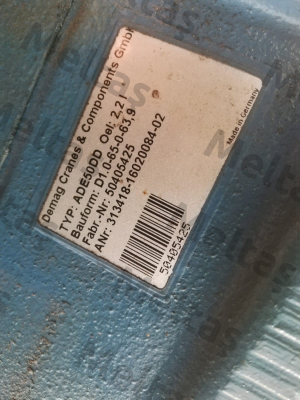 Demag Cranes & Components GmbH
TYP: ADE50DD Oel: 2,2 l
Bauform: D1.0-65-0-63,9
Fabr.-Nr: 50405425
ANr: 313418-16020084-02
50405425
Made in Germany